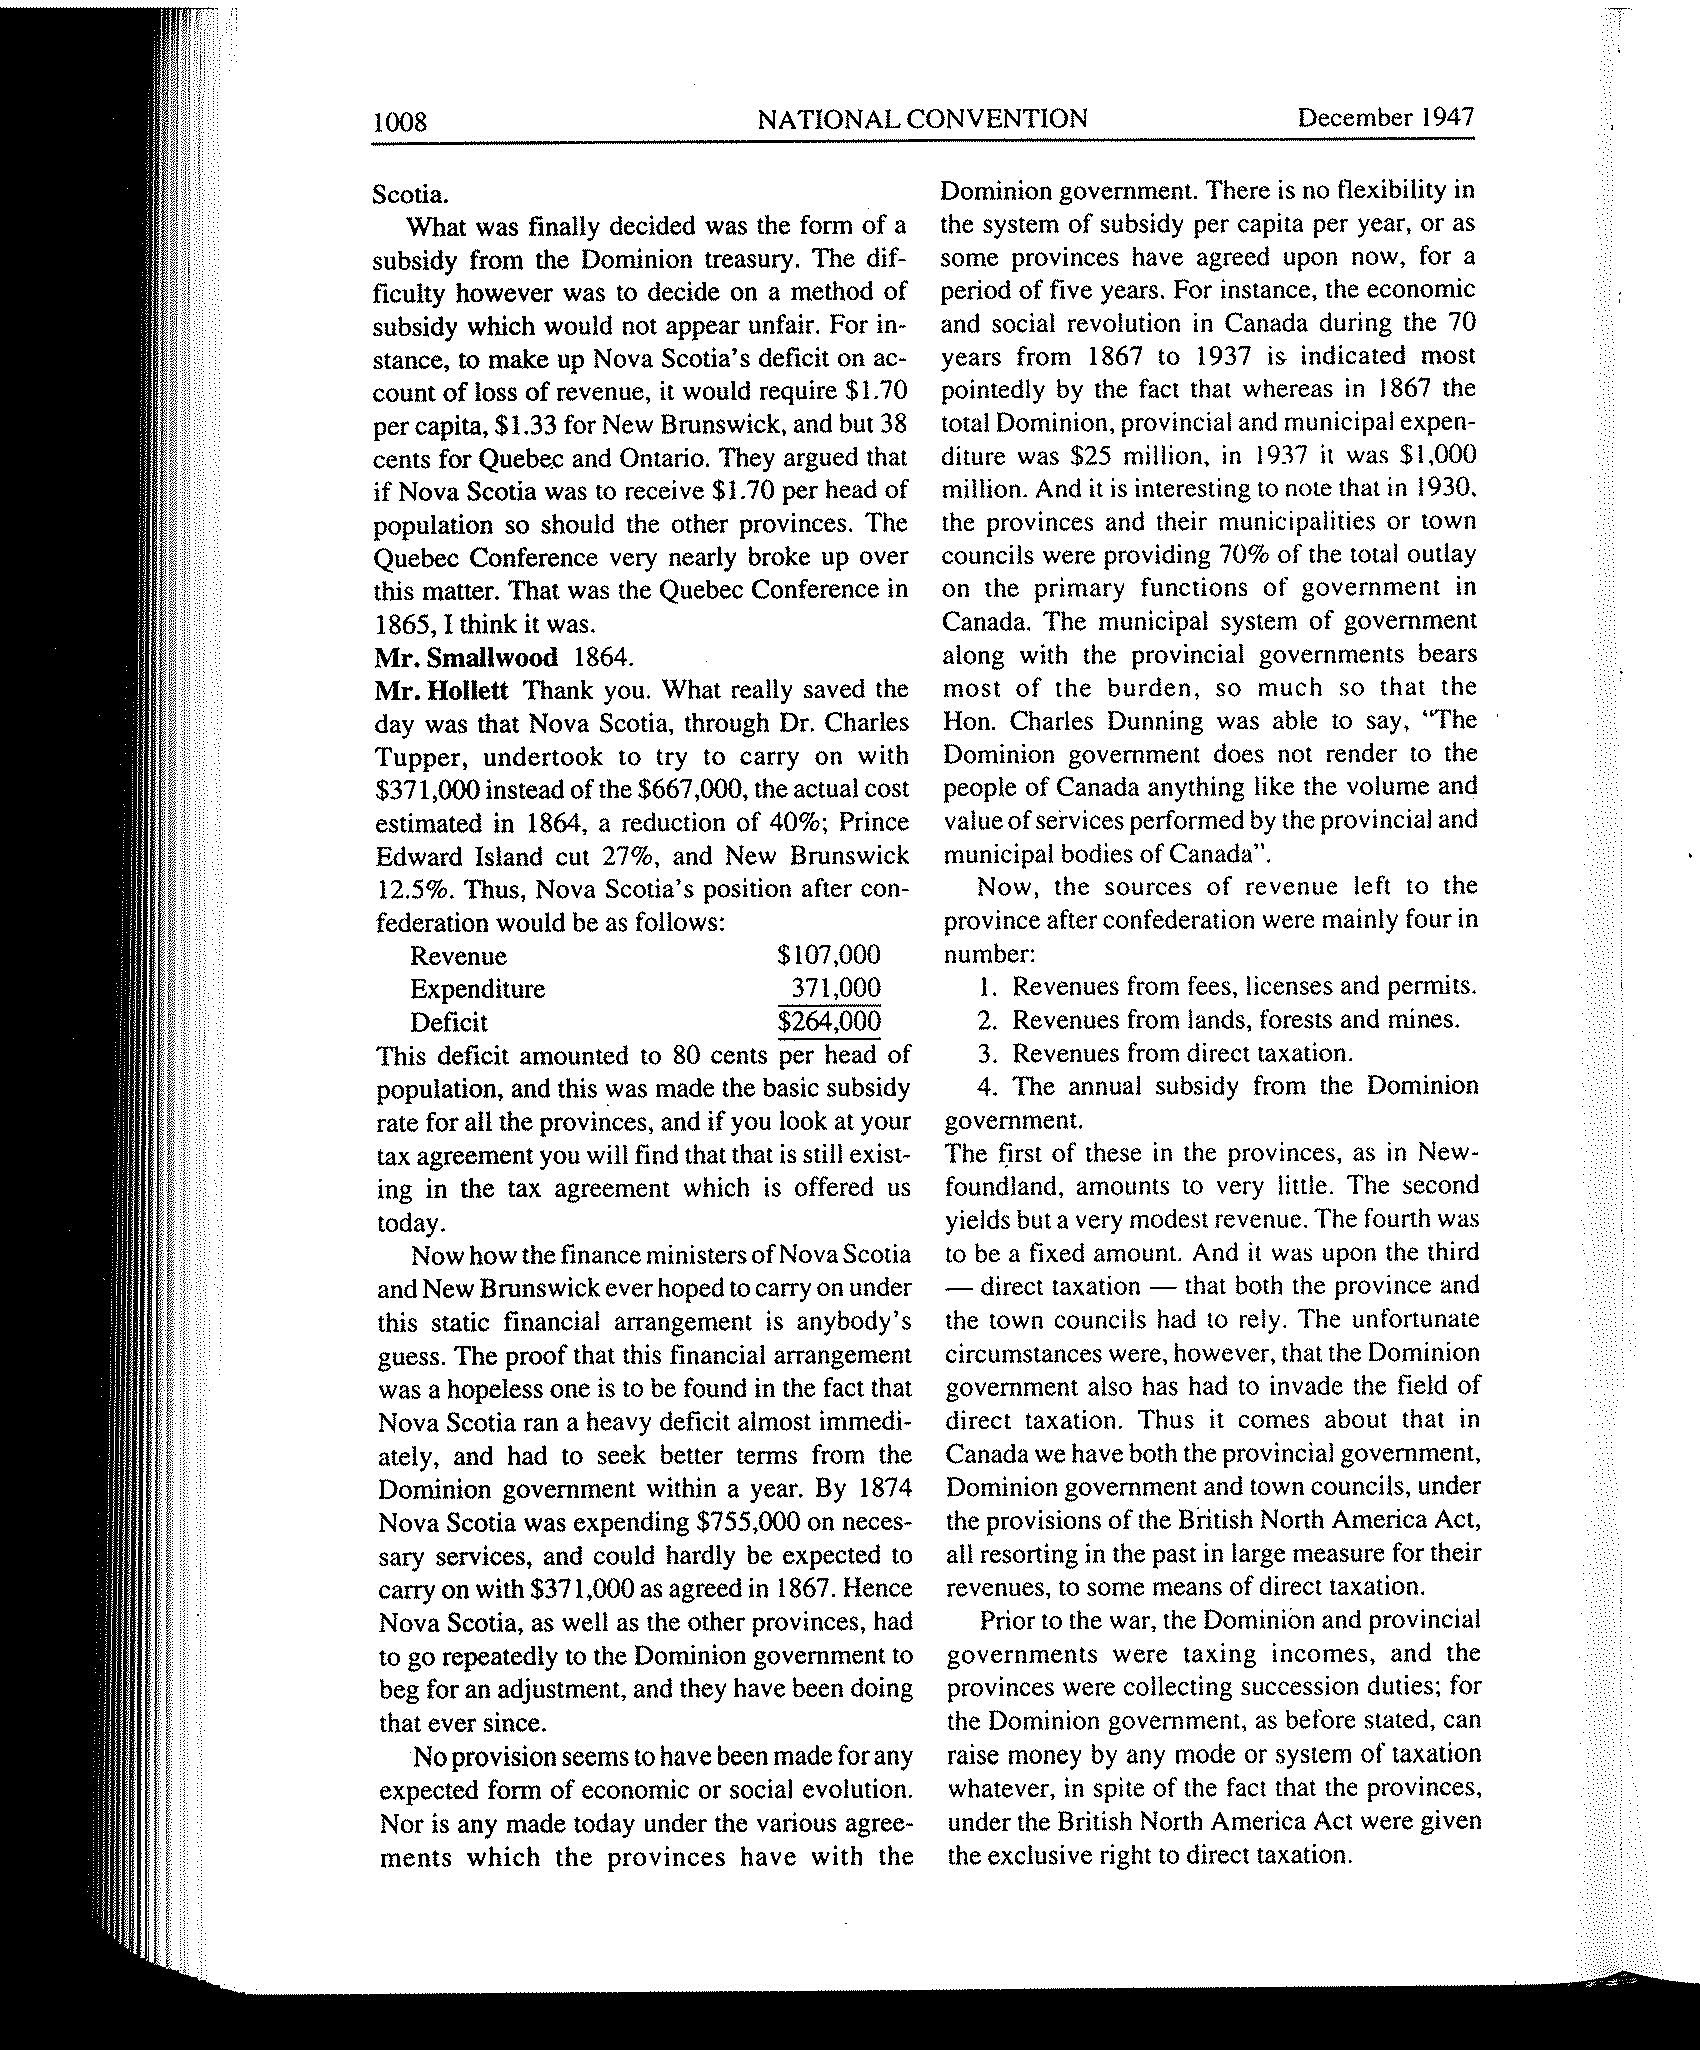 1008 NATIONAL CONVENTION December 1947
Scotia.
What was finally decided was the form of a
subsidy from the Dominion treasury. The dif-
ficulty however was to decide on a method of
subsidy which would not appear unfair. For in-
stance, to make up Nova Scotia's deficit on ac-
count of loss of revenue, it would require $1.70
per capita, $1.33 for New Brunswick, and but 38
cents for Quebec and Ontario. They argued that
if Nova Scotia was to receive $1.70 per head of
population so should the other provinces. The
Quebec Conference very nearly broke up over
this matter. That was the Quebec Conference in
1865, I think it was.
Mr. Smallwood 1864.
Mr. Hollett Thank you. What really saved the
day was that Nova Scotia, through Dr. Charles
Tupper, undertook to try to carry on with
$371,000 instead of the $667,000, the actual cost
estimated in 1864, a reduction of 40%; Prince
Edward Island cut 27%, and New Brunswick
12.5%. Thus, Nova Scotia's position after con-
federation would be as follows:
Revenue $107,000
Expenditure 371,000
Deficit $264,000
This deficit amounted to 80 cents per head of
population, and this was made the basic subsidy
rate for all the provinces, and if you look at your
tax agreement you will find that that is still exist-
ing in the tax agreement which is offered us
today.
Now how the finance ministers of Nova Scotia
and New Brunswick ever hoped to carry on under
this static financial arrangement is anybody's
guess. The proof that this financial arrangement
was a hopeless one is to be found in the fact that
Nova Scotia ran a heavy deficit almost immedi-
ately, and had to seek better terms from the
Dominion government within a year. By 1874
Nova Scotia was expending $755,000 on neces-
sary services, and could hardly be expected to
carry on with $371,000 as agreed in 1867. Hence
Nova Scotia, as well as the other provinces, had
to go repeatedly to the Dominion government to
beg for an adjustment, and they have been doing
that ever since.
No provision seems to have been made for any
expected form of economic or social evolution.
Nor is any made today under the various agree-
ments which the provinces have with the
Dominion government. There is no flexibility in
the system of subsidy per capita per year, or as
some provinces have agreed upon now, for a
period of five years. For instance, the economic
and social revolution in Canada during the 70
years from 1867 to 1937 is indicated most
pointedly by the fact that whereas in 1867 the
total Dominion, provincial and municipal expen-
diture was $25 million, in 1937 it was $1,000
million. And it is interesting to note that in 1930,
the provinces and their municipalities or town
councils were providing 70% of the total outlay
on the primary functions of government in
Canada. The municipal system of government
along with the provincial governments bears
most of the burden, so much so that the
Hon. Charles Dunning was able to say, "The
Dominion government does not render to the
people of Canada anything like the volume and
value of services performed by the provincial and
municipal bodies of Canada".
Now, the sources of revenue left to the
province after confederation were mainly four in
number:
1. Revenues from fees, licenses and permits.
2. Revenues from lands, forests and mines.
3. Revenues from direct taxation.
4. The annual subsidy from the Dominion
government.
The first of these in the provinces, as in New-
foundland, amounts to very little. The second
yields but a very modest revenue. The fourth was
to be a fixed amount. And it was upon the third
— direct taxation — that both the province and
the town councils had to rely. The unfortunate
circumstances were, however, that the Dominion
government also has had to invade the field of
direct taxation. Thus it comes about that in
Canada we have both the provincial government,
Dominion government and town councils, under
the provisions of the British North America Act,
all resorting in the past in large measure for their
revenues, to some means of direct taxation.
Prior to the war, the Dominion and provincial
governments were taxing incomes, and the
provinces were collecting succession duties; for
the Dominion government, as before stated, can
raise money by any mode or system of taxation
whatever, in spite of the fact that the provinces,
under the British North America Act were given
the exclusive right to direct taxation.